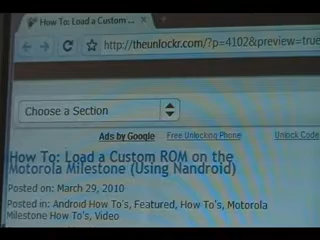 How To: Load a Custom ...
http://theunlockr.com/?p=4102&preview=true
Choose a Section
Ads by Google Free Unlocking Phone Unlock Code
How To: Load a Custom ROM on the
Motorola Milestone (Using Nandroid)
Posted on: March 29, 2010
Posted in: Android How To's, Featured, How To's, Motorola
Milestone How To's, Video